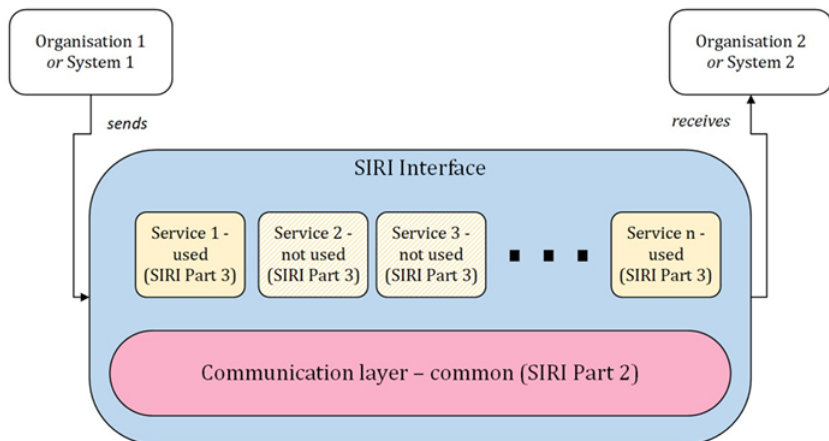 Organisation 1
or System 1
Organisation 2
or System 2
sends
receives
SIRI Interface
Service 1 -
used
(SIRI Part 3)
Service 2 -
not used
(SIRI Part 3)
Service 3 -
not used
(SIRI Part 3)
Service n -
used
(SIRI Part 3)
Communication layer – common (SIRI Part 2)